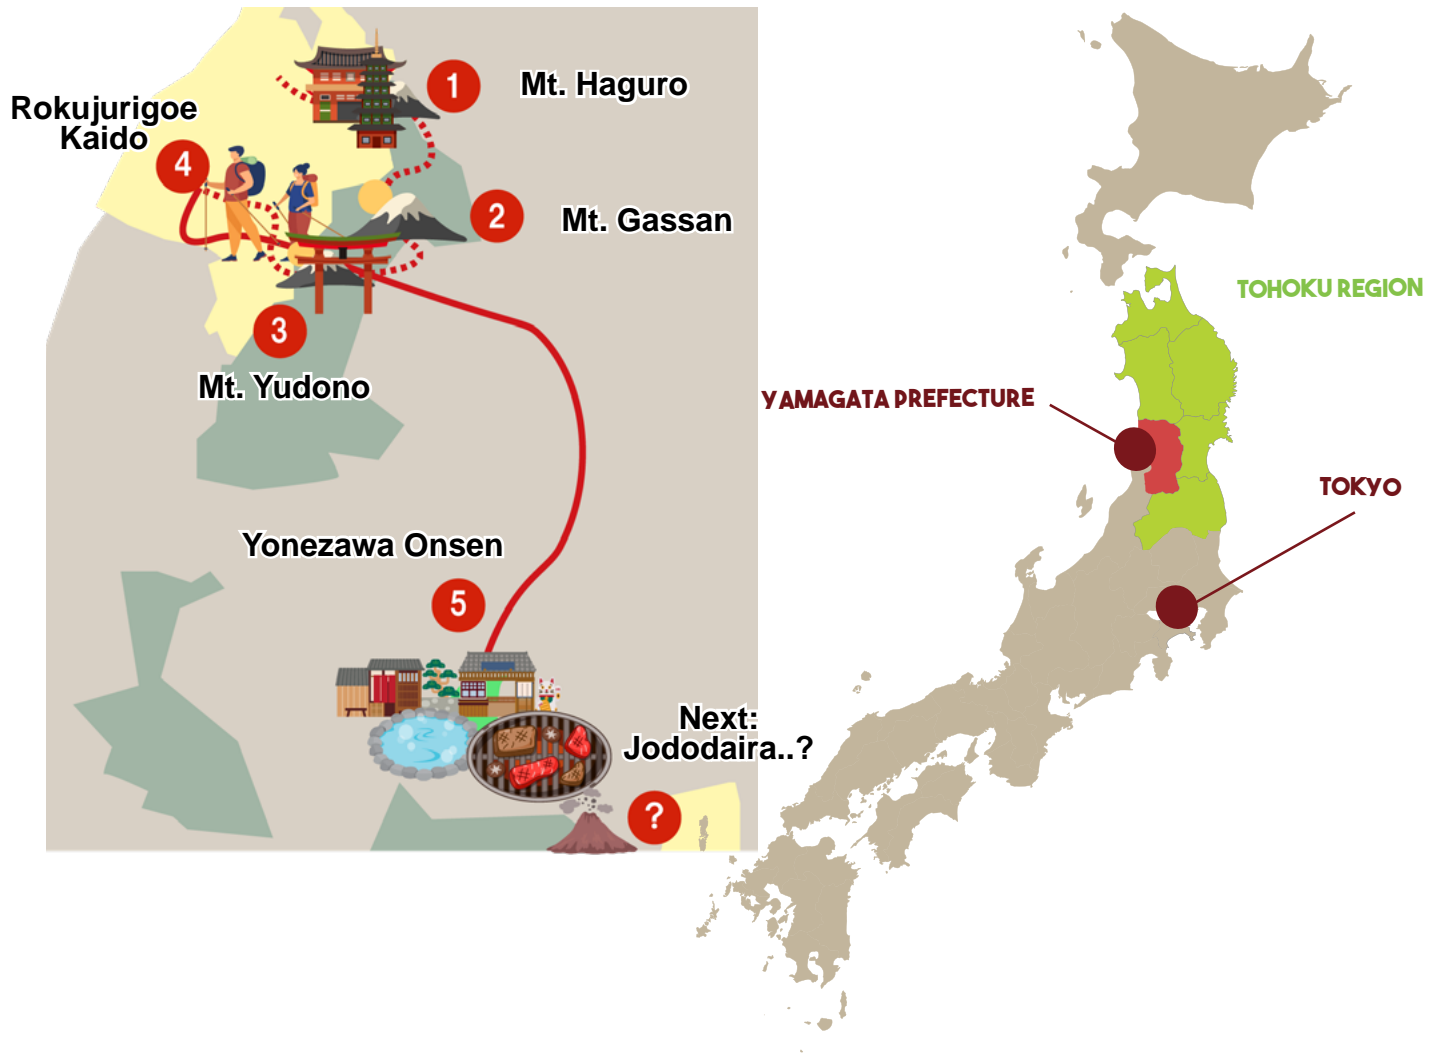 1
Mt. Haguro
Rokujurigoe
Kaido
4
2
Mt. Gassan
3
Mt. Yudono
Yonezawa Onsen
5
Next:
Jododaira..?
?
TOHOKU REGION
YAMAGATA PREFECTURE
TOKYO